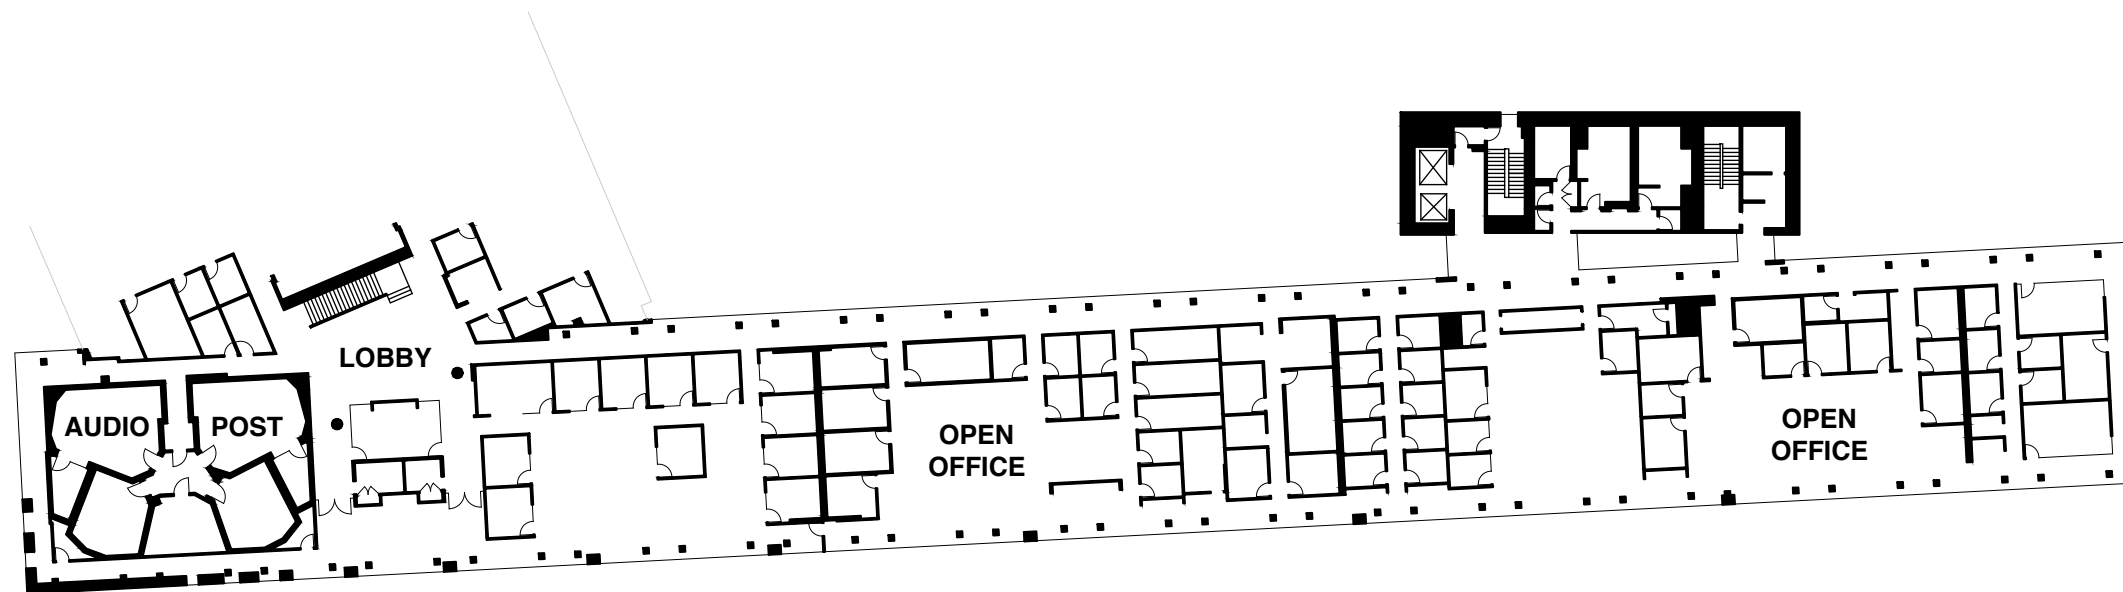 LOBBY
AUDIO POST
OPEN
OFFICE
OPEN
OFFICE